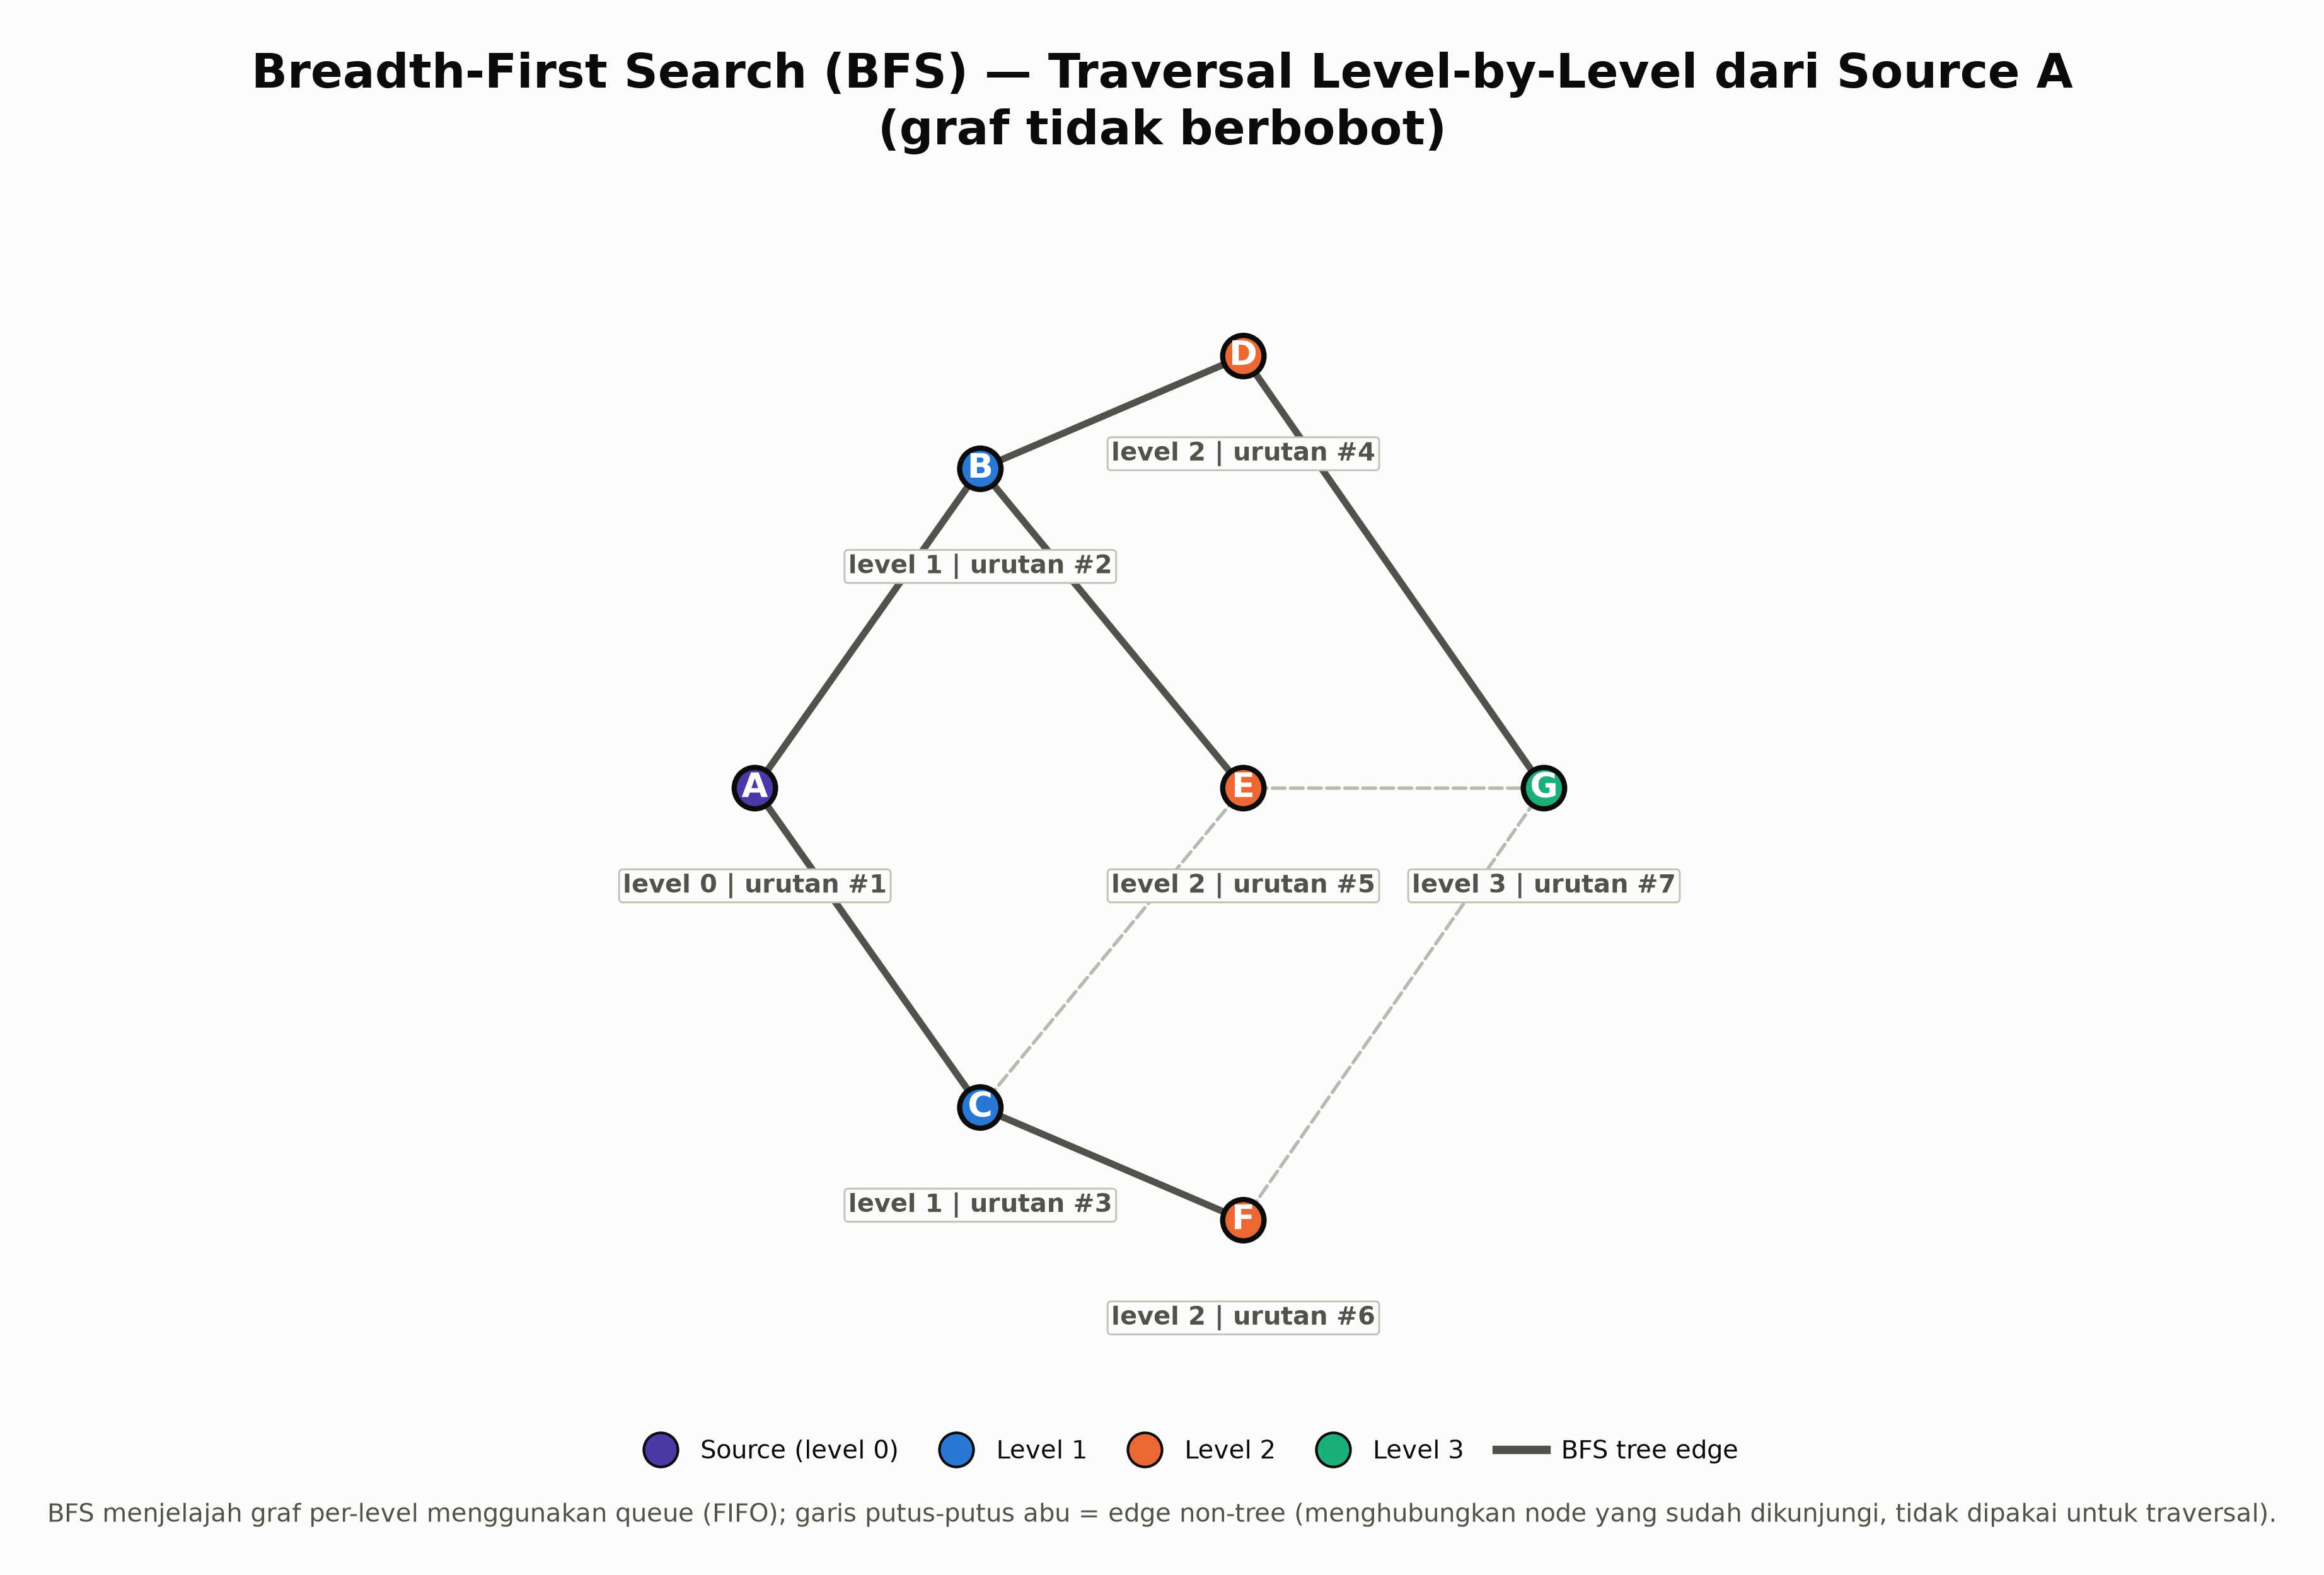 Breadth-First Search (BFS) — Traversal Level-by-Level dari Source A
(graf tidak berbobot)
D
level 2 | urutan #4
B
level 1 | urutan #2
A
level 0 | urutan #1
E
level 2 | urutan #5
G
level 3 | urutan #7
C
level 1 | urutan #3
F
level 2 | urutan #6
Source (level 0)
Level 1
Level 2
Level 3
BFS tree edge
BFS menjelajah graf per-level menggunakan queue (FIFO); garis putus-putus abu = edge non-tree (menghubungkan node yang sudah dikunjungi, tidak dipakai untuk traversal).